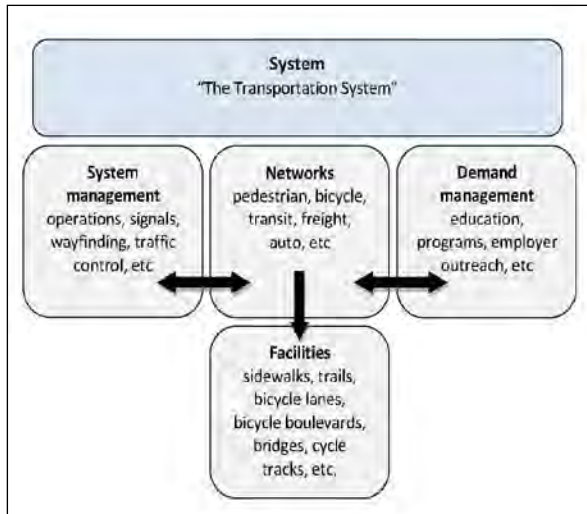 System
“The Transportation System”
System
management
operations, signals,
wayfinding, traffic
control, etc
Networks
pedestrian, bicycle,
transit, freight,
auto, etc
Demand
management
education,
programs, employer
outreach, etc
Facilities
sidewalks, trails,
bicycle lanes,
bicycle boulevards,
bridges, cycle
tracks, etc.